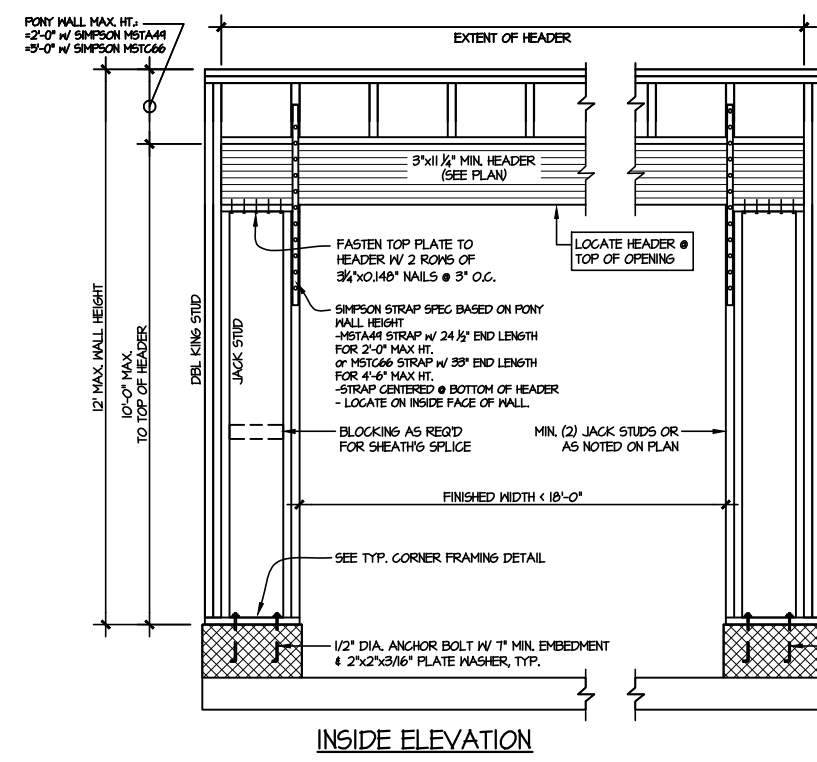 PONY WALL MAX. HT.:
=2'-0" W/ SIMPSON MSTA49
=5'-0" W/ SIMPSON MSTC66
EXTENT OF HEADER
3"x11 1/4" MIN. HEADER
(SEE PLAN)
FASTEN TOP PLATE TO
HEADER W/ 2 ROWS OF
3 1/4"x0.148" NAILS @ 3" O.C.
LOCATE HEADER @
TOP OF OPENING
SIMPSON STRAP SPEC BASED ON PONY
WALL HEIGHT
-MSTA49 STRAP W/ 24 1/2" END LENGTH
FOR 2'-0" MAX HT.
or MSTC66 STRAP W/ 33" END LENGTH
FOR 4'-6" MAX HT.
-STRAP CENTERED @ BOTTOM OF HEADER
- LOCATE ON INSIDE FACE OF WALL.
12' MAX. WALL HEIGHT
10'-0" MAX.
TO TOP OF HEADER
DBL KING STUD
JACK STUD
BLOCKING AS REQ'D
FOR SHEATH'G SPLICE
MIN. (2) JACK STUDS OR
AS NOTED ON PLAN
FINISHED WIDTH < 18'-0"
SEE TYP. CORNER FRAMING DETAIL
1/2" DIA. ANCHOR BOLT W/ 7" MIN. EMBEDMENT
& 2"x2"x3/16" PLATE WASHER, TYP.
INSIDE ELEVATION